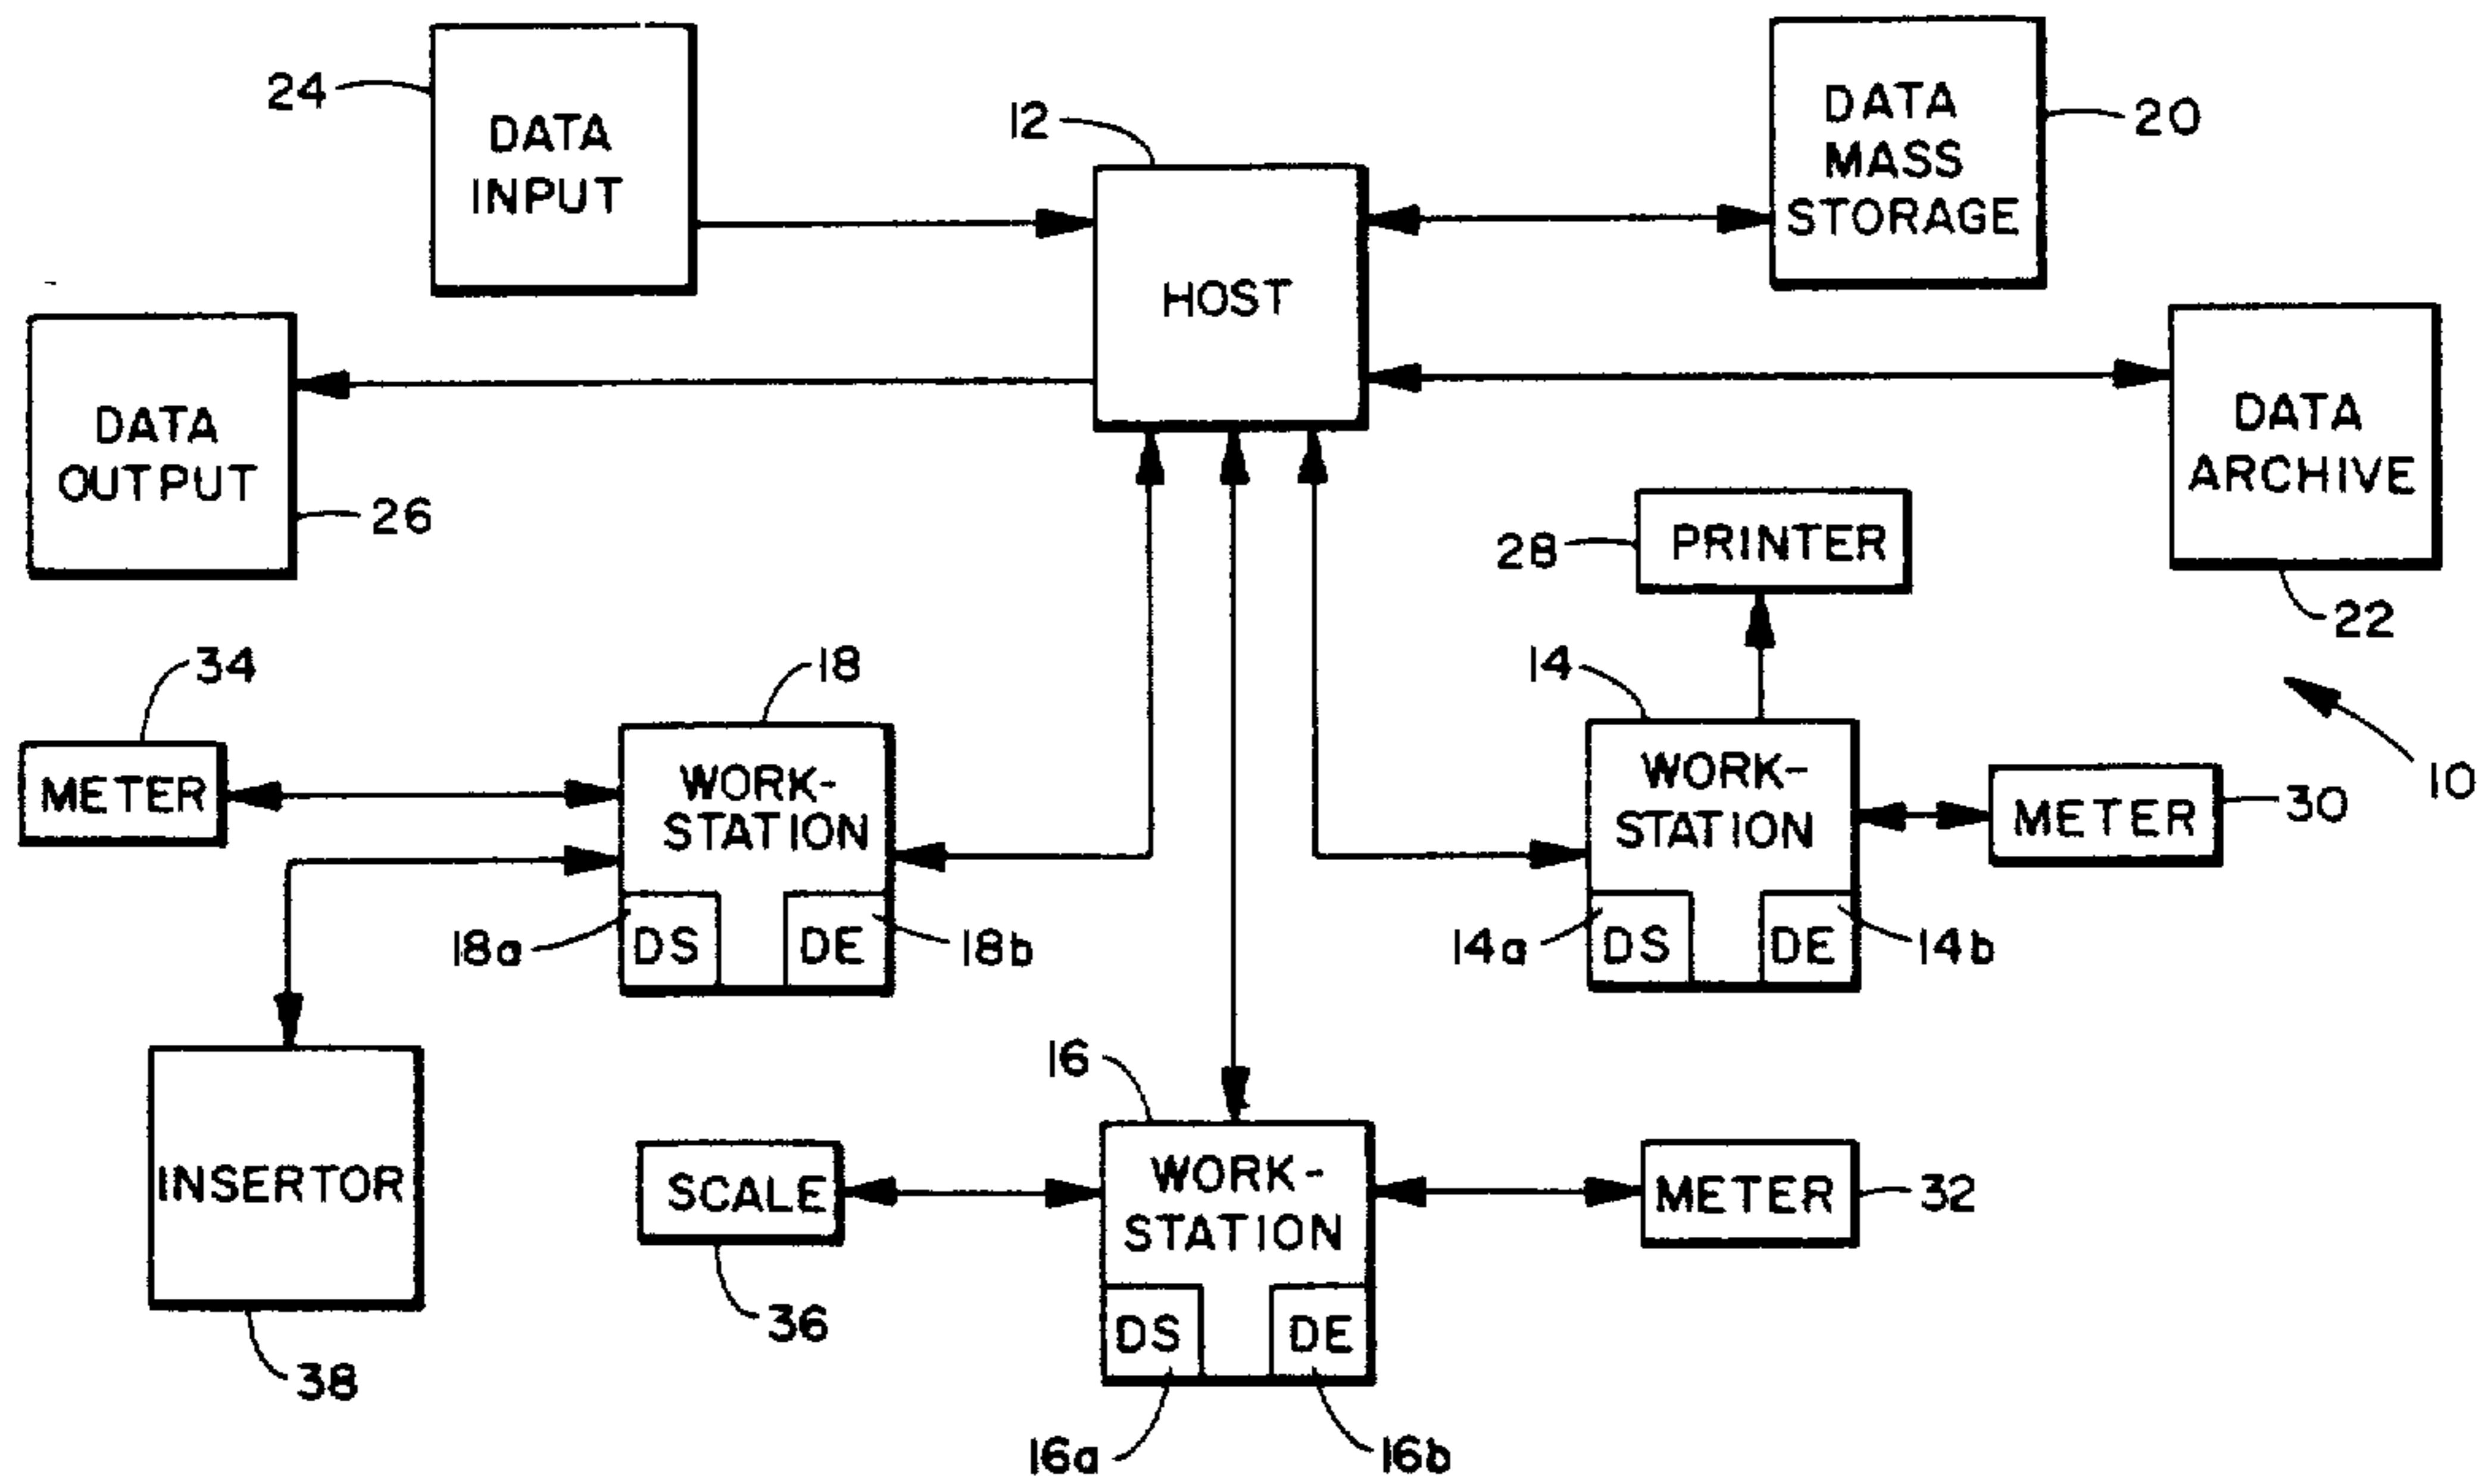 24
DATA
INPUT
12
HOST
DATA
MASS
STORAGE
20
DATA
OUTPUT
26
DATA
ARCHIVE
22
28
PRINTER
10
34
METER
18
WORK-
STATION
18a
DS
DE
18b
14
WORK-
STATION
14a
DS
DE
14b
METER
30
INSERTOR
38
SCALE
36
16
WORK-
STATION
DS
DE
16a
16b
METER
32